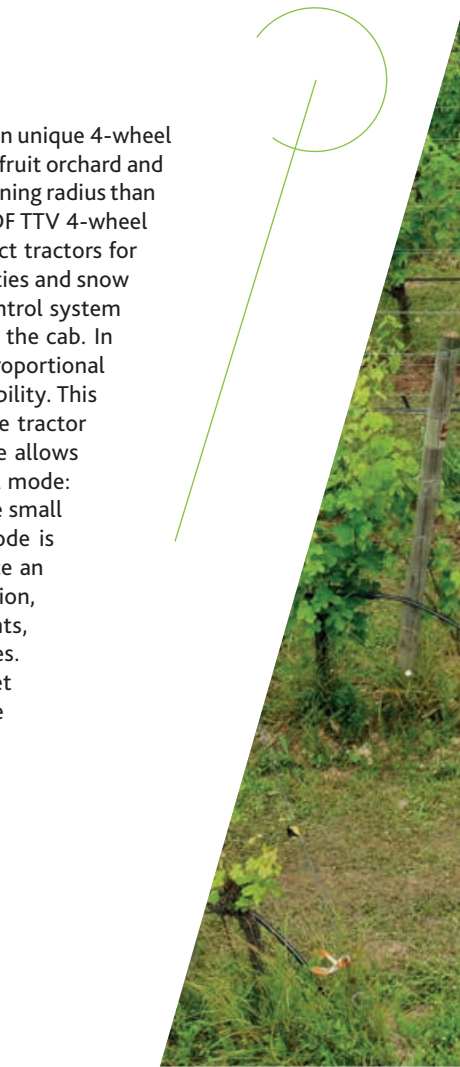 n unique 4-wheel
fruit orchard and
ning radius than
OF TTV 4-wheel
ct tractors for
ties and snow
ntrol system
the cab. In
roportional
bility. This
e tractor
e allows
mode:
e small
ode is
e an
ion,
nts,
es.
et
e